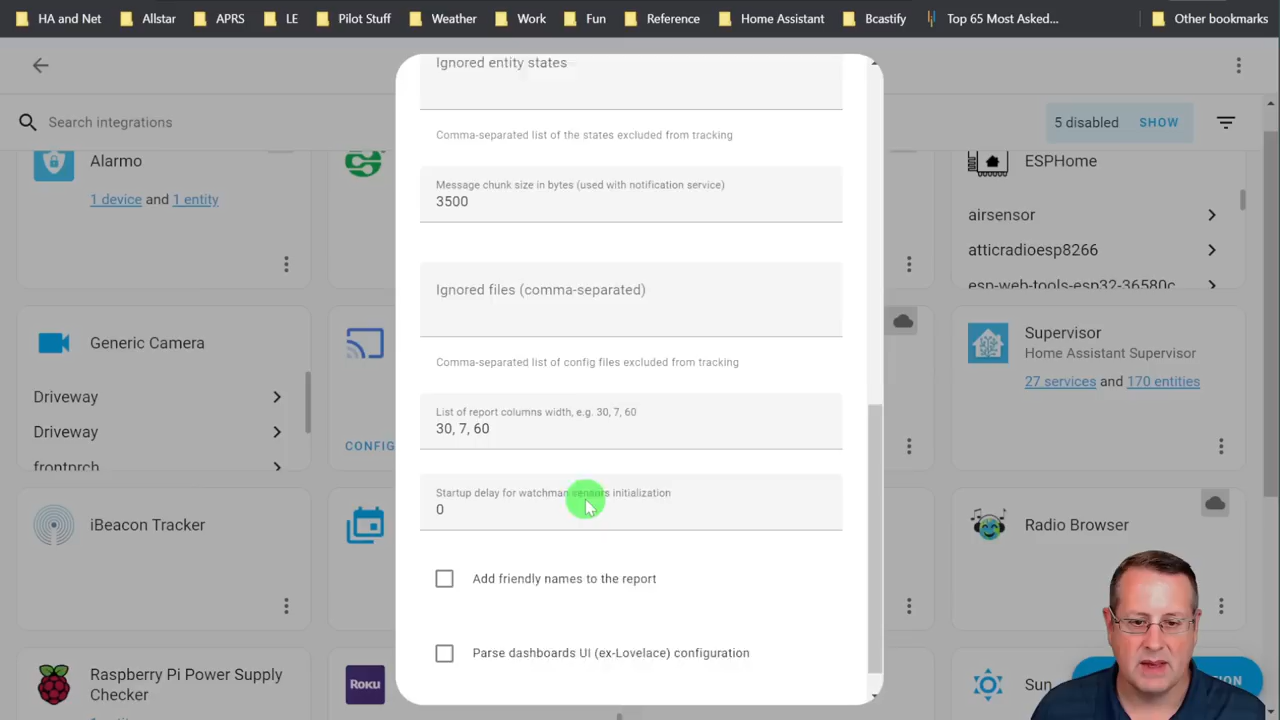 HA and Net
Allstar
APRS
LE
Pilot Stuff
Weather
Work
Fun
Reference
Home Assistant
Bcastify
Top 65 Most Asked...
Other bookmarks
Search integrations
5 disabled
SHOW
Alarmo
1 device and 1 entity
Ignored entity states
Comma-separated list of the states excluded from tracking
Message chunk size in bytes (used with notification service)
3500
Ignored files (comma-separated)
Comma-separated list of config files excluded from tracking
List of report columns width, e.g. 30, 7, 60
30, 7, 60
Startup delay for watchman sensors initialization
0
Add friendly names to the report
Parse dashboards UI (ex-Lovelace) configuration
ESPHome
airsensor
atticradioesp8266
esp-web-tools-esp32-36580c
Generic Camera
Driveway
Driveway
frontprch
CONFIG
Supervisor
Home Assistant Supervisor
27 services and 170 entities
iBeacon Tracker
Radio Browser
Raspberry Pi Power Supply
Checker
Roku
Sun